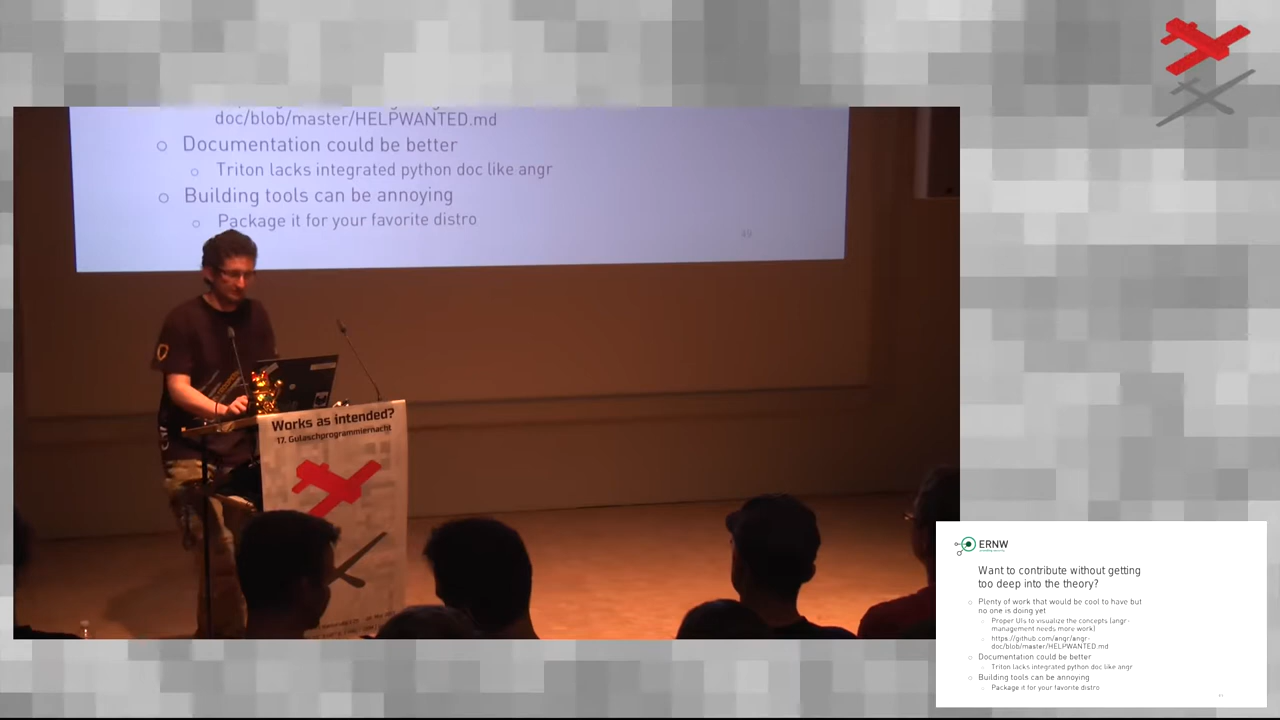 doc/blob/master/HELPWANTED.md
Documentation could be better
Triton lacks integrated python doc like angr
Building tools can be annoying
Package it for your favorite distro
49
Works as intended?
17. Gulaschprogrammiernacht
ERNW
Want to contribute without getting
too deep into the theory?
Plenty of work that would be cool to have but
no one is doing yet
Proper UIs to visualize the concepts (angr-
management needs more work)
https://github.com/angr/angr-
doc/blob/master/HELPWANTED.md
Documentation could be better
Triton lacks integrated python doc like angr
Building tools can be annoying
Package it for your favorite distro